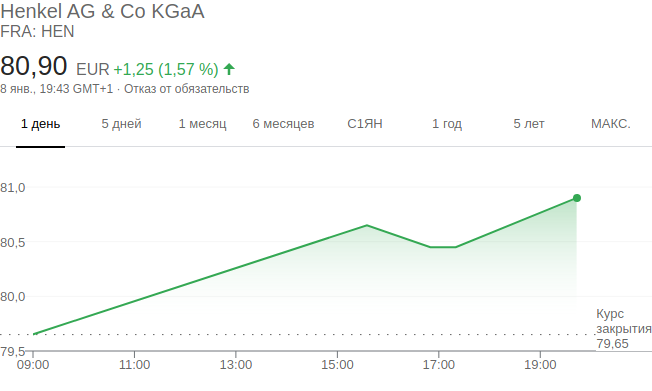 Henkel AG & Co KGaA
FRA: HEN
80,90 EUR +1,25 (1,57 %)
8 янв., 19:43 GMT+1 · Отказ от обязательств
1 день 5 дней 1 месяц 6 месяцев С1ЯН 1 год 5 лет МАКС.
81,0
80,5
80,0
79,5
Курс
закрытия
79,65
09:00 11:00 13:00 15:00 17:00 19:00